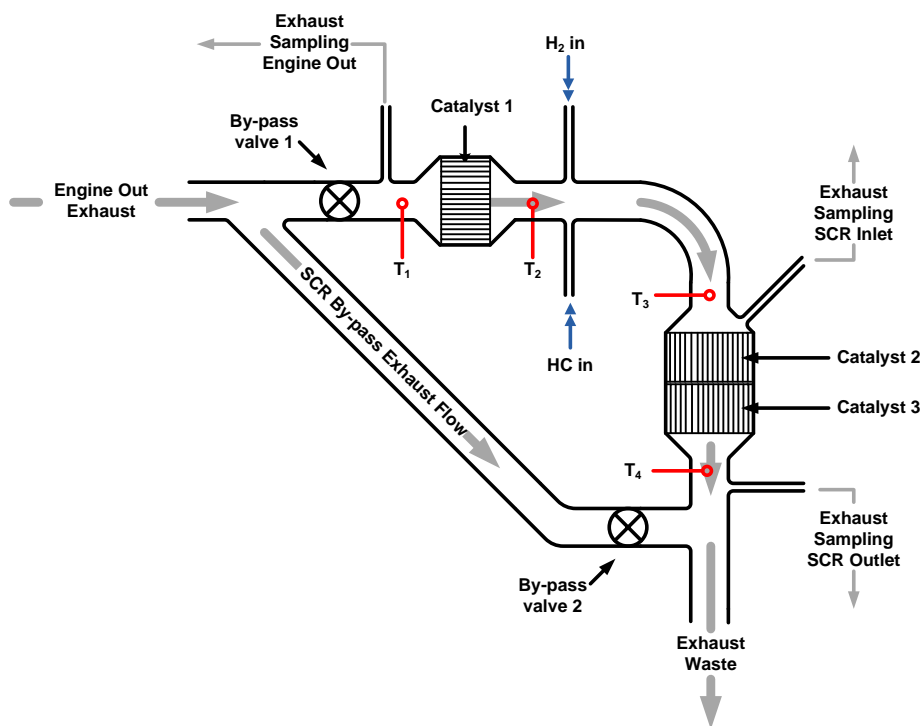 Exhaust
Sampling
Engine Out
H₂ in
Catalyst 1
By-pass
valve 1
Engine Out
Exhaust
Exhaust
Sampling
SCR Inlet
T₁
T₂
T₃
SCR By-pass Exhaust Flow
HC in
Catalyst 2
Catalyst 3
T₄
Exhaust
Sampling
SCR Outlet
By-pass
valve 2
Exhaust
Waste